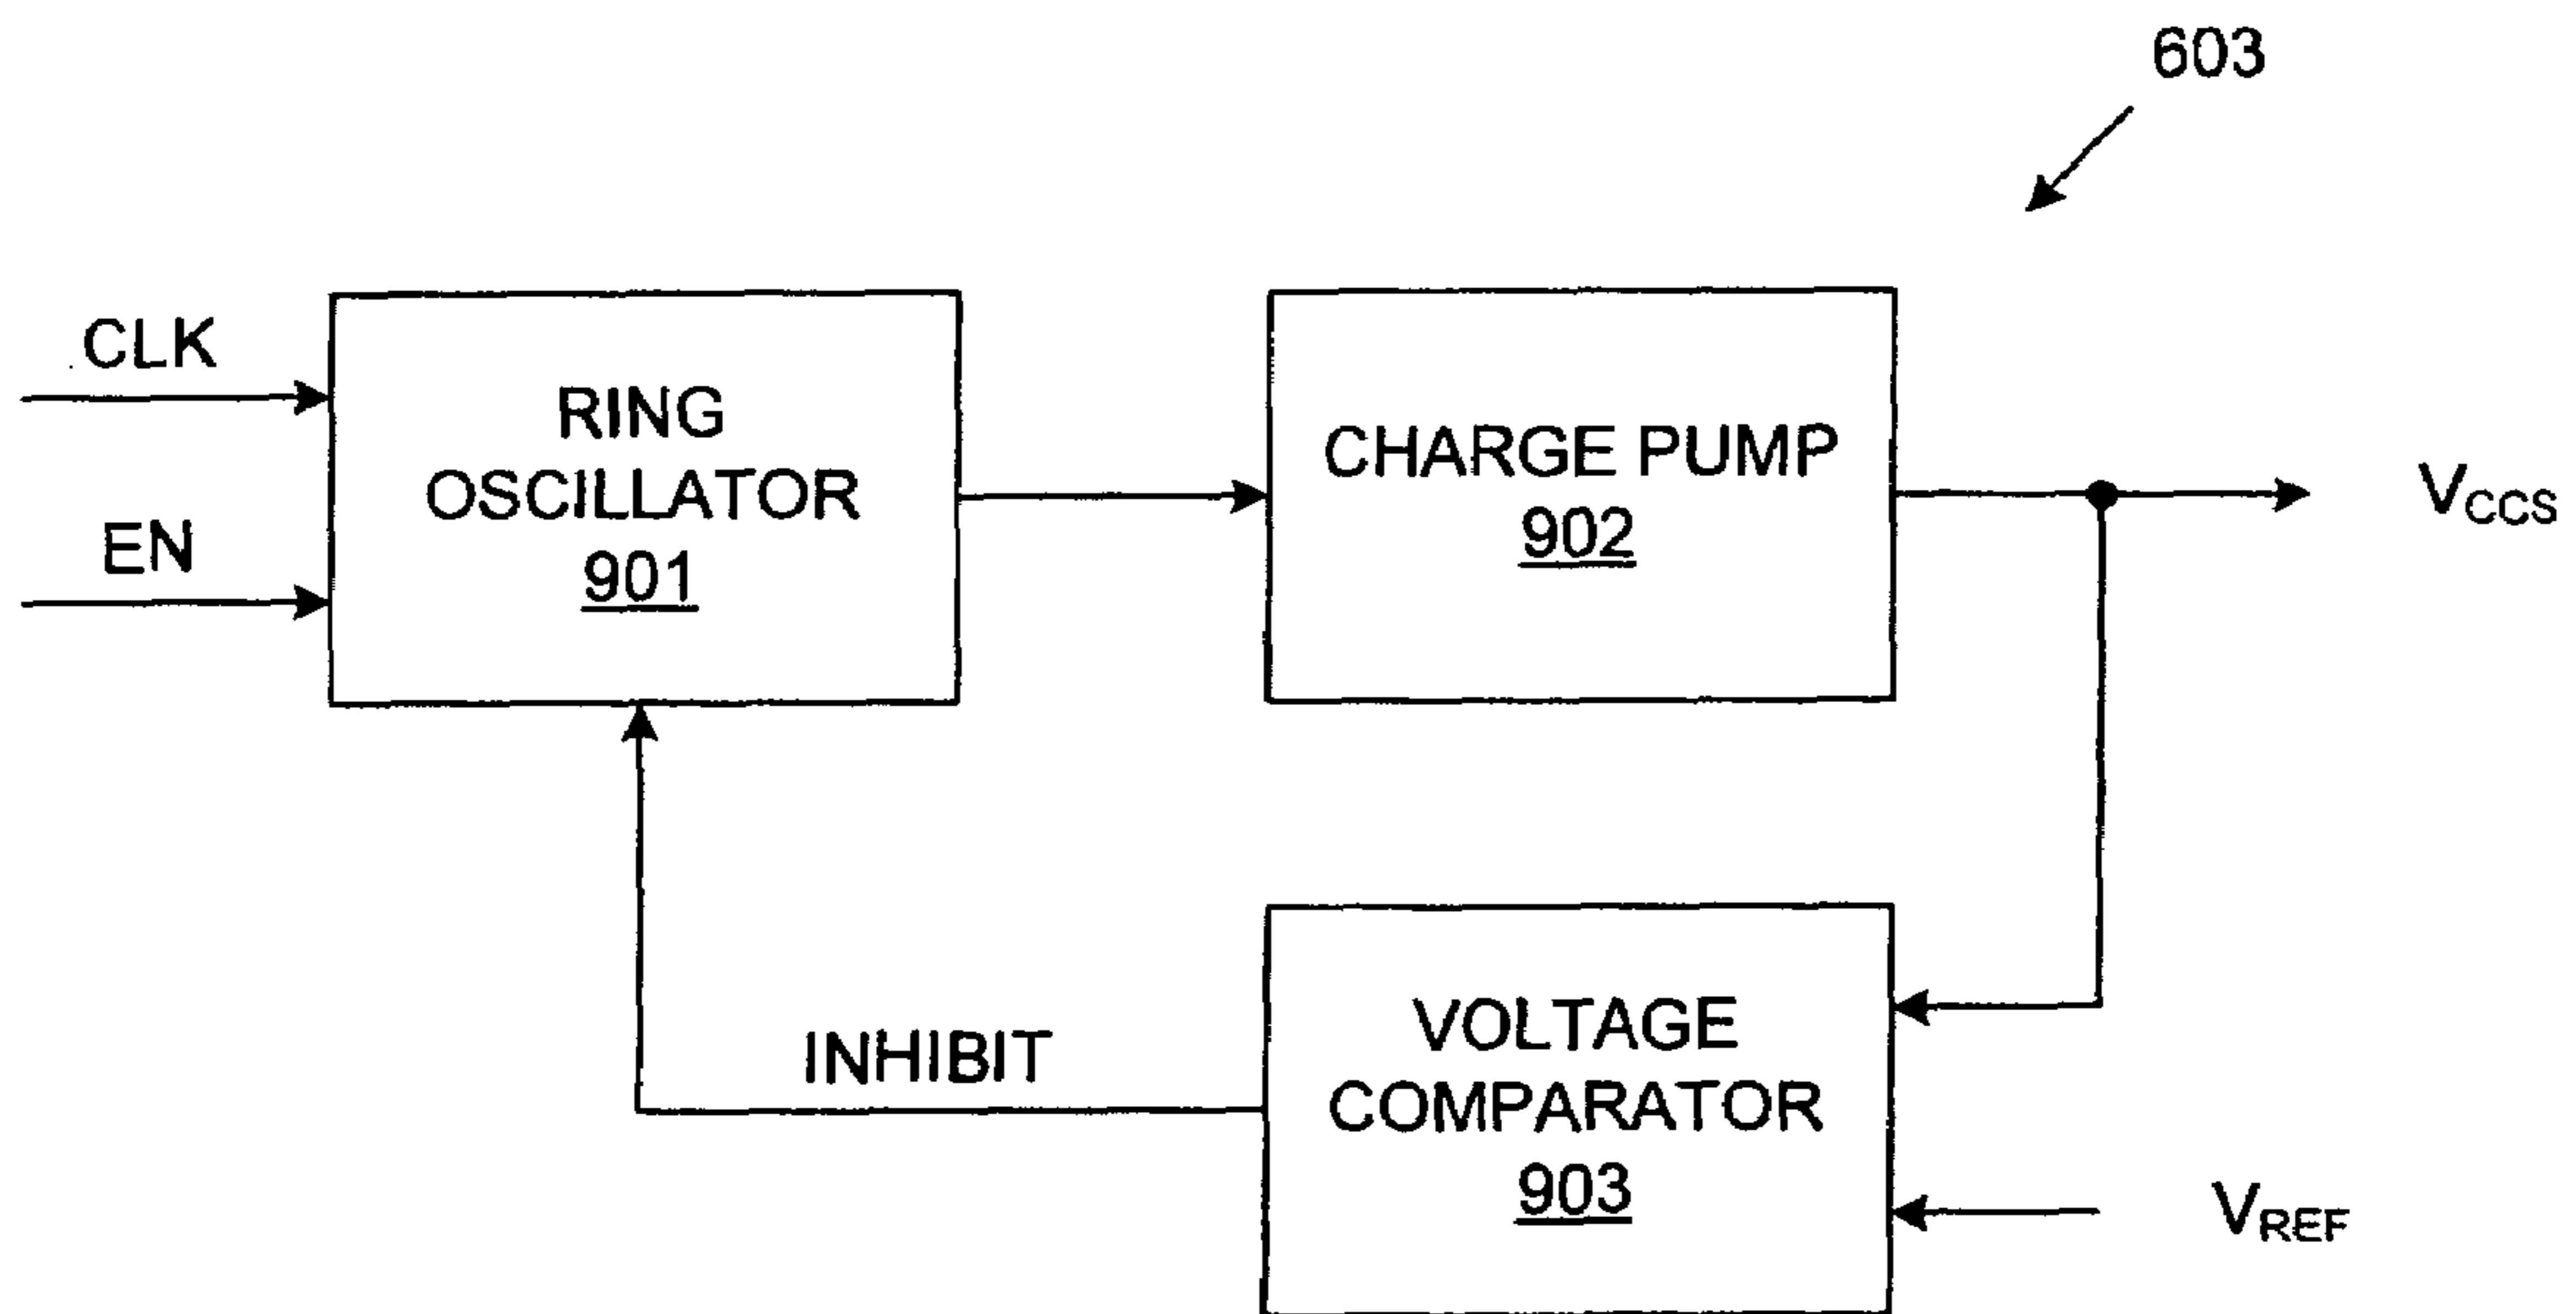 603
CLK
EN
RING
OSCILLATOR
901
CHARGE PUMP
902
VCCS
INHIBIT
VOLTAGE
COMPARATOR
903
VREF